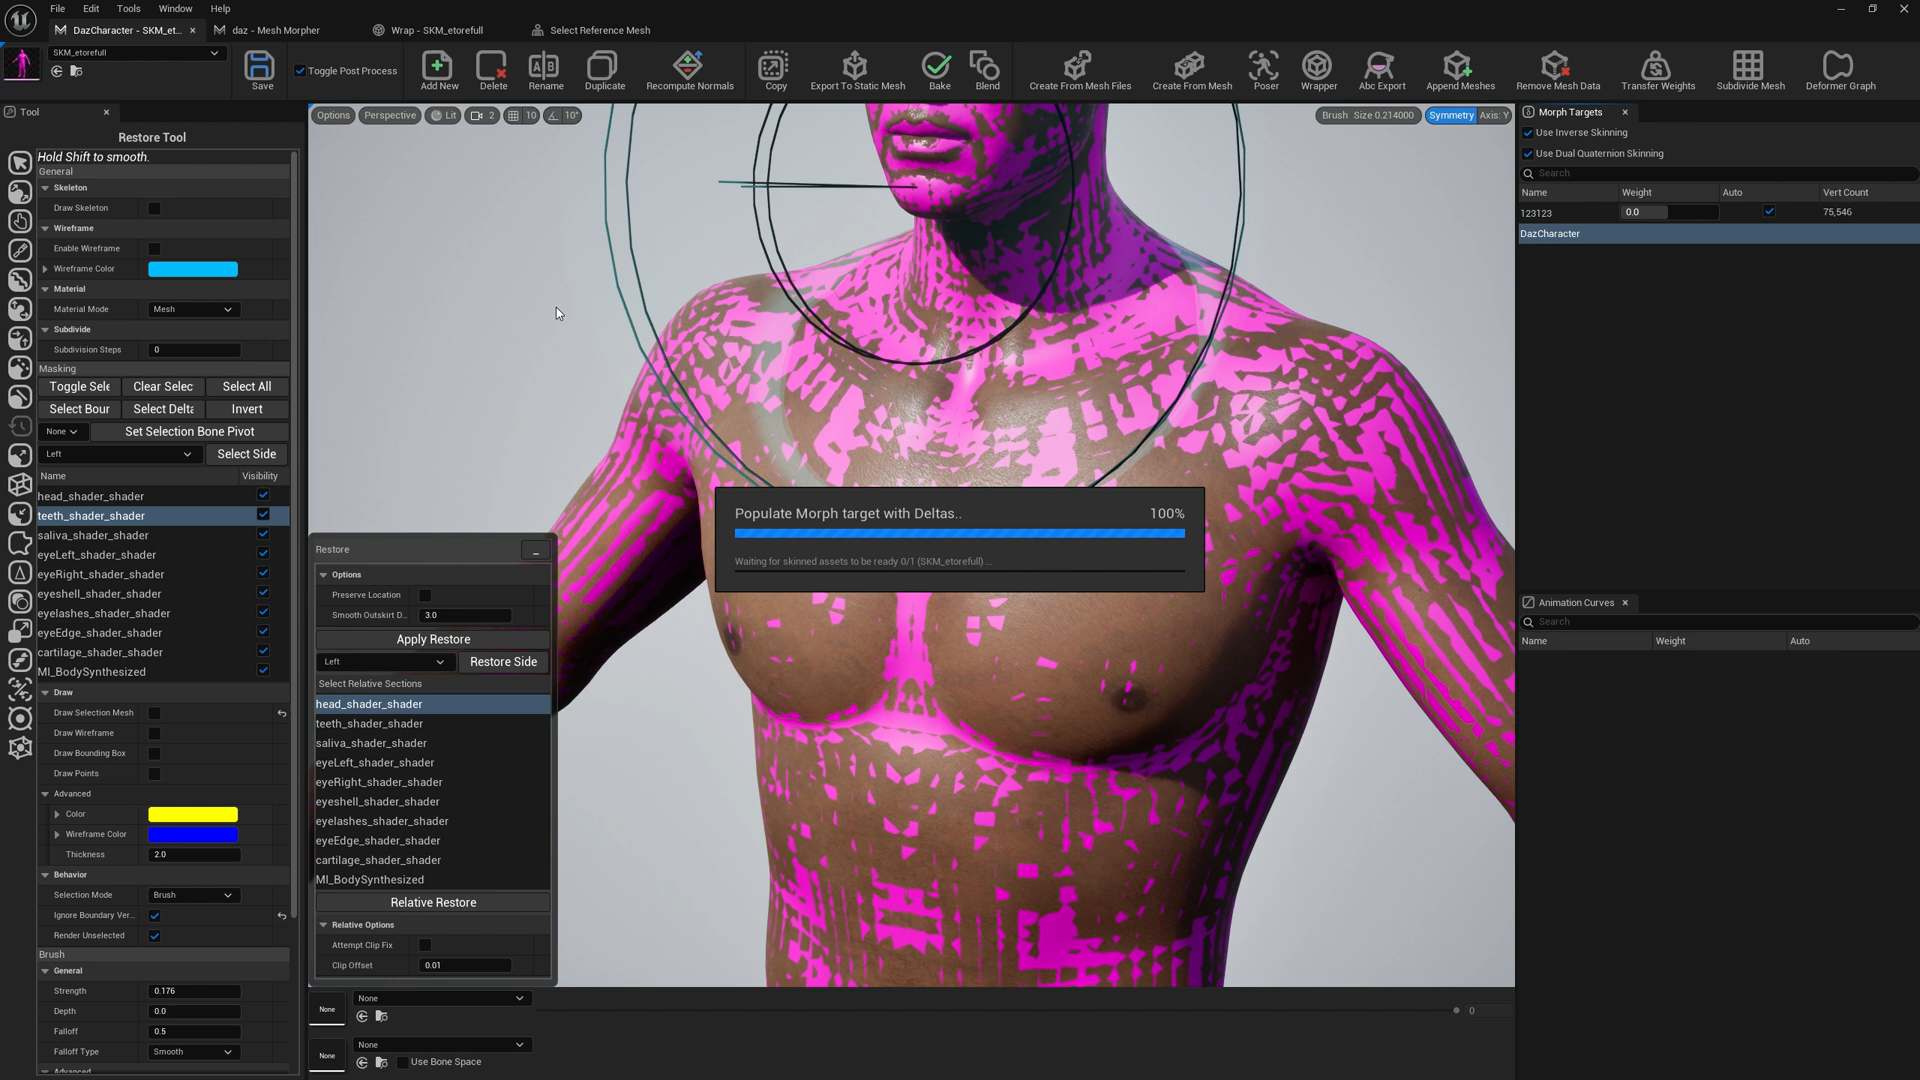 File Edit Tools Window Help
DazCharacter - SKM_et...
daz - Mesh Morpher
Wrap - SKM_etorefull
Select Reference Mesh
SKM_etorefull
Save
Toggle Post Process
Add New
Delete
Rename
Duplicate
Recompute Normals
Copy
Export To Static Mesh
Bake
Blend
Create From Mesh Files
Create From Mesh
Poser
Wrapper
Abc Export
Append Meshes
Remove Mesh Data
Transfer Weights
Subdivide Mesh
Deformer Graph
Tool
Restore Tool
Hold Shift to smooth.
General
Skeleton
Draw Skeleton
Wireframe
Enable Wireframe
Wireframe Color
Material
Material Mode Mesh
Subdivide
Subdivision Steps 0
Masking
Toggle Sele Clear Selec Select All
Select Bour Select Delta Invert
None Set Selection Bone Pivot
Left Select Side
Name Visibility
head_shader_shader
teeth_shader_shader
saliva_shader_shader
eyeLeft_shader_shader
eyeRight_shader_shader
eyeshell_shader_shader
eyelashes_shader_shader
eyeEdge_shader_shader
cartilage_shader_shader
MI_BodySynthesized
Draw
Draw Selection Mesh
Draw Wireframe
Draw Bounding Box
Draw Points
Advanced
Color
Wireframe Color
Thickness 2.0
Behavior
Selection Mode Brush
Ignore Boundary Ver...
Render Unselected
Brush
General
Strength 0.176
Depth 0.0
Falloff 0.5
Falloff Type Smooth
Advanced
Options Perspective Lit 2 10 10°
Brush Size 0.214000 Symmetry Axis: Y
Populate Morph target with Deltas.. 100%
Waiting for skinned assets to be ready 0/1 (SKM_etorefull) ...
Restore _
Options
Preserve Location
Smooth Outskirt D... 3.0
Apply Restore
Left Restore Side
Select Relative Sections
head_shader_shader
teeth_shader_shader
saliva_shader_shader
eyeLeft_shader_shader
eyeRight_shader_shader
eyeshell_shader_shader
eyelashes_shader_shader
eyeEdge_shader_shader
cartilage_shader_shader
MI_BodySynthesized
Relative Restore
Relative Options
Attempt Clip Fix
Clip Offset 0.01
None None
0
None None
Use Bone Space
Morph Targets
Use Inverse Skinning
Use Dual Quaternion Skinning
Search
Name Weight Auto Vert Count
123123 0.0 75,546
DazCharacter
Animation Curves
Search
Name Weight Auto